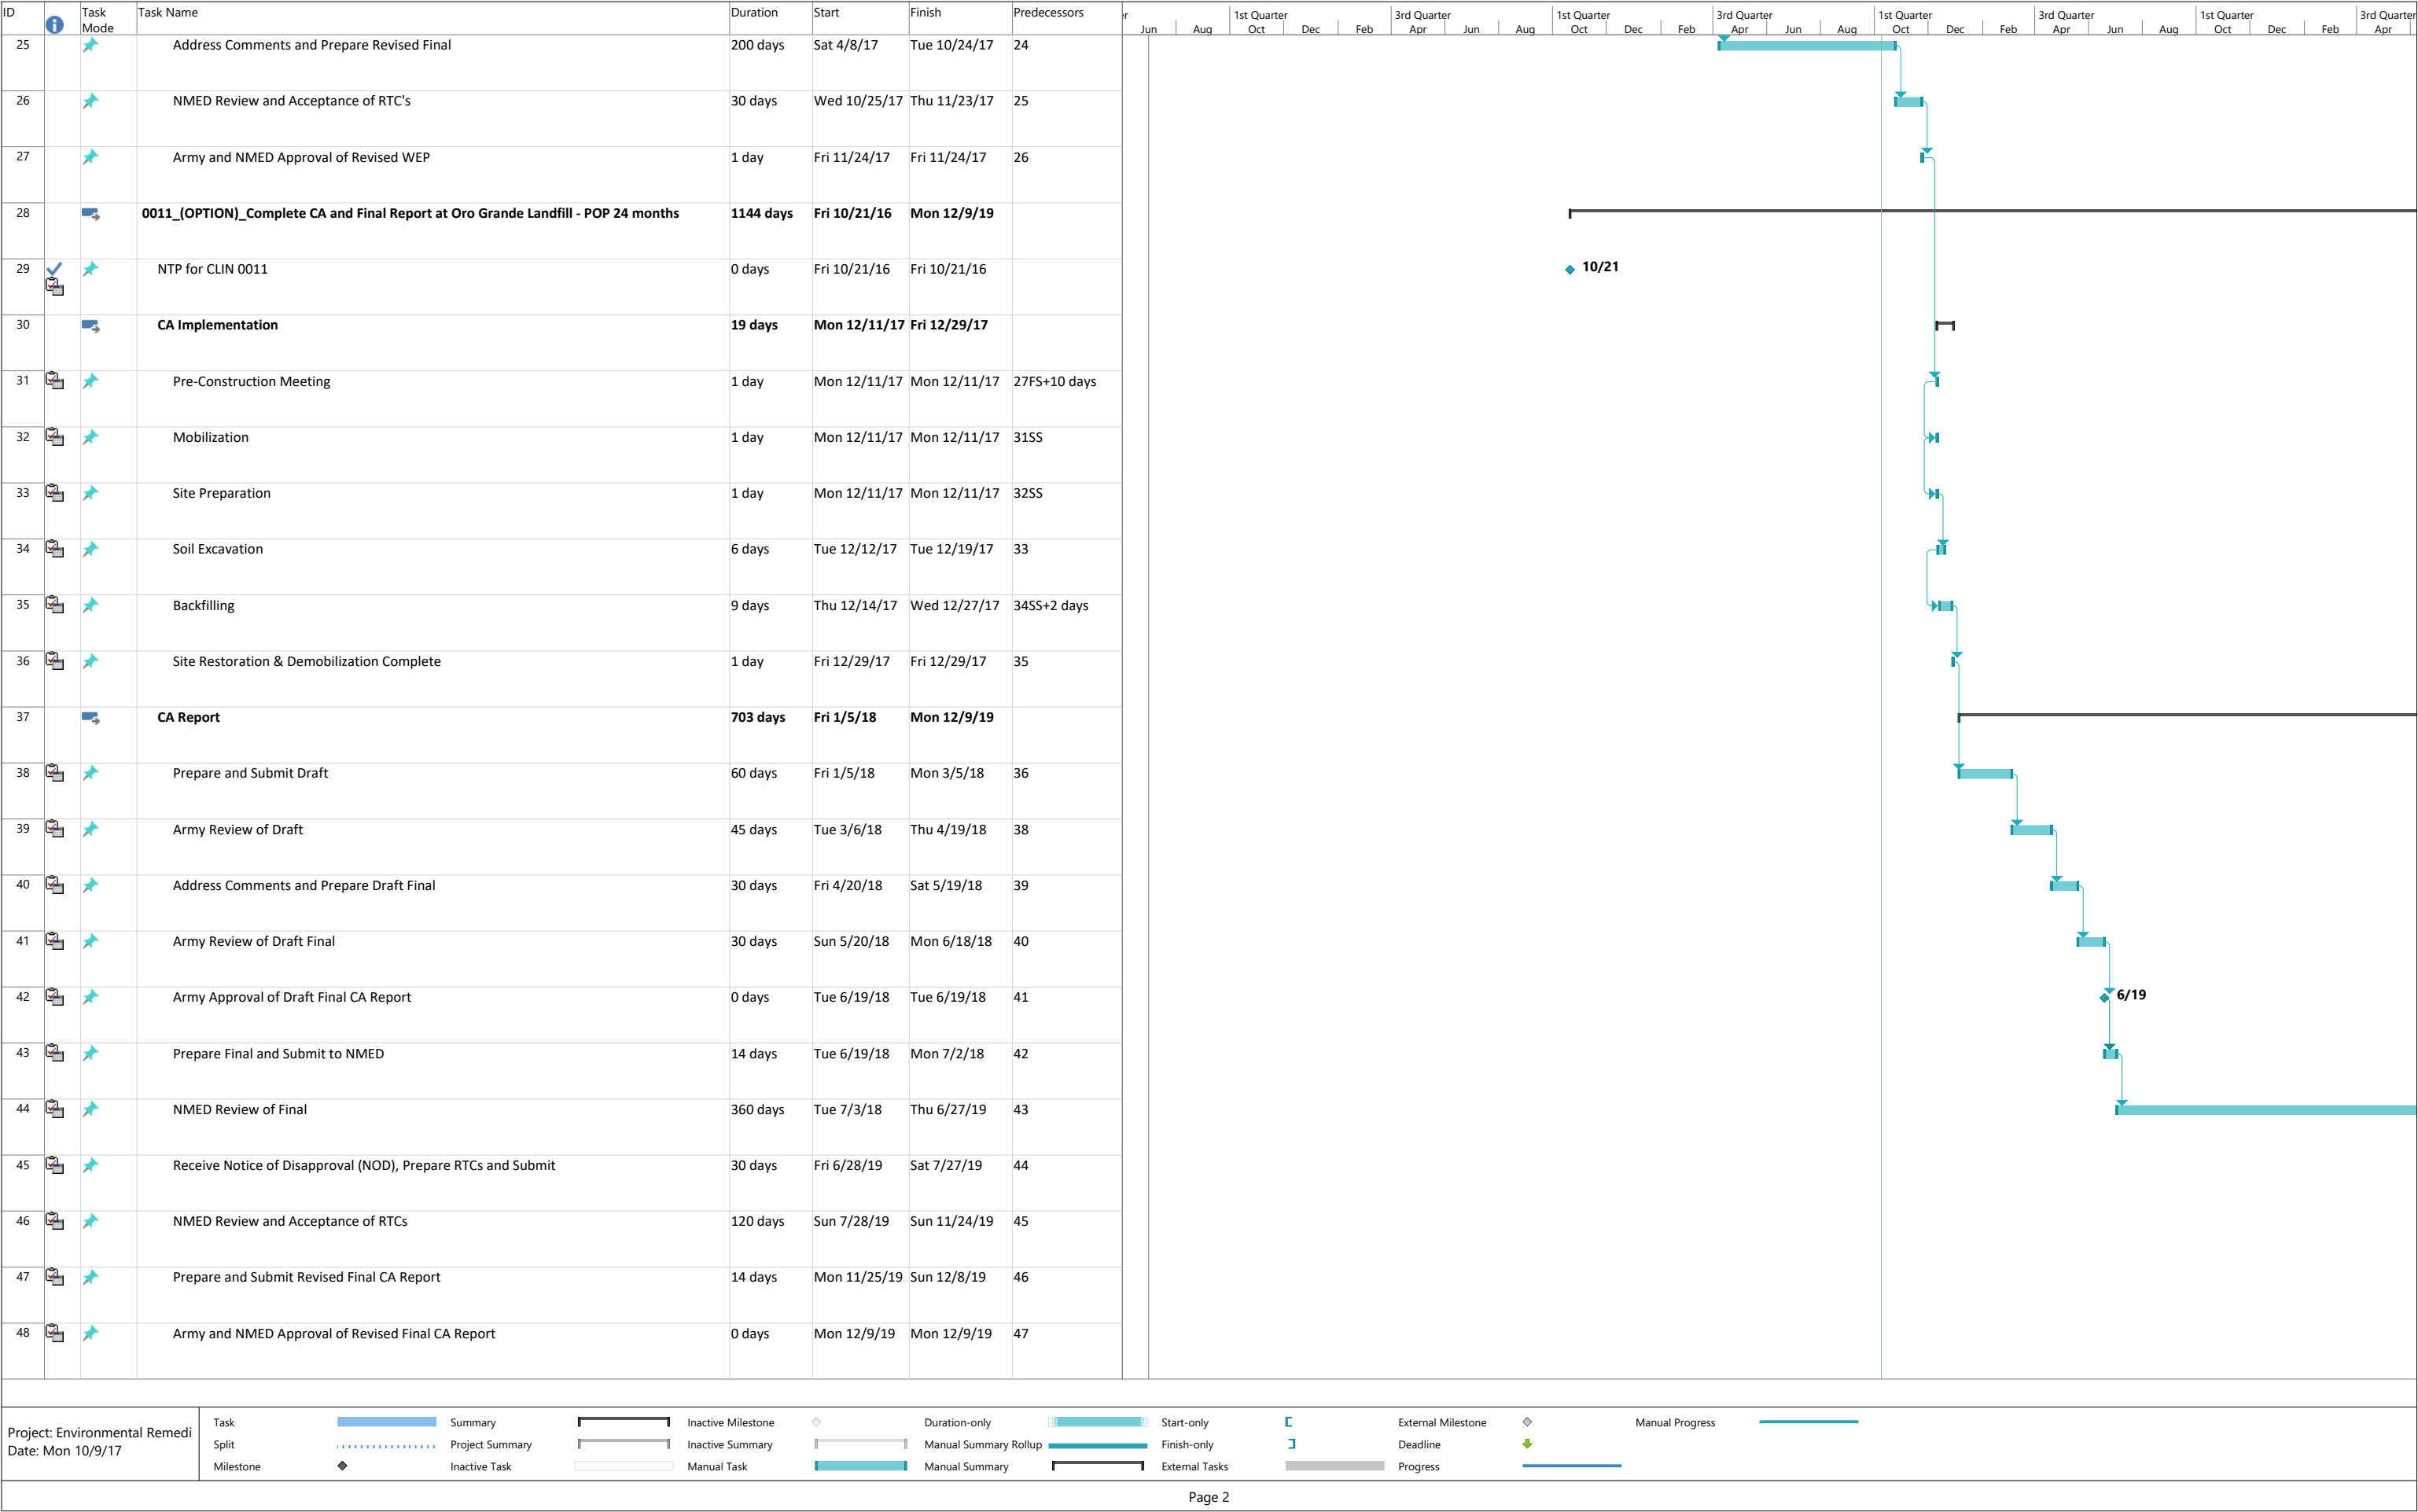 ID Task Mode Task Name Duration Start Finish Predecessors
r 1st Quarter 3rd Quarter 1st Quarter 3rd Quarter 1st Quarter 3rd Quarter 1st Quarter 3rd Quarter
Jun Aug Oct Dec Feb Apr Jun Aug Oct Dec Feb Apr Jun Aug Oct Dec Feb Apr Jun Aug Oct Dec Feb Apr
25 Address Comments and Prepare Revised Final 200 days Sat 4/8/17 Tue 10/24/17 24
26 NMED Review and Acceptance of RTC's 30 days Wed 10/25/17 Thu 11/23/17 25
27 Army and NMED Approval of Revised WEP 1 day Fri 11/24/17 Fri 11/24/17 26
28 0011_(OPTION)_Complete CA and Final Report at Oro Grande Landfill - POP 24 months 1144 days Fri 10/21/16 Mon 12/9/19
29 NTP for CLIN 0011 0 days Fri 10/21/16 Fri 10/21/16 10/21
30 CA Implementation 19 days Mon 12/11/17 Fri 12/29/17
31 Pre-Construction Meeting 1 day Mon 12/11/17 Mon 12/11/17 27FS+10 days
32 Mobilization 1 day Mon 12/11/17 Mon 12/11/17 31SS
33 Site Preparation 1 day Mon 12/11/17 Mon 12/11/17 32SS
34 Soil Excavation 6 days Tue 12/12/17 Tue 12/19/17 33
35 Backfilling 9 days Thu 12/14/17 Wed 12/27/17 34SS+2 days
36 Site Restoration & Demobilization Complete 1 day Fri 12/29/17 Fri 12/29/17 35
37 CA Report 703 days Fri 1/5/18 Mon 12/9/19
38 Prepare and Submit Draft 60 days Fri 1/5/18 Mon 3/5/18 36
39 Army Review of Draft 45 days Tue 3/6/18 Thu 4/19/18 38
40 Address Comments and Prepare Draft Final 30 days Fri 4/20/18 Sat 5/19/18 39
41 Army Review of Draft Final 30 days Sun 5/20/18 Mon 6/18/18 40
42 Army Approval of Draft Final CA Report 0 days Tue 6/19/18 Tue 6/19/18 41 6/19
43 Prepare Final and Submit to NMED 14 days Tue 6/19/18 Mon 7/2/18 42
44 NMED Review of Final 360 days Tue 7/3/18 Thu 6/27/19 43
45 Receive Notice of Disapproval (NOD), Prepare RTCs and Submit 30 days Fri 6/28/19 Sat 7/27/19 44
46 NMED Review and Acceptance of RTCs 120 days Sun 7/28/19 Sun 11/24/19 45
47 Prepare and Submit Revised Final CA Report 14 days Mon 11/25/19 Sun 12/8/19 46
48 Army and NMED Approval of Revised Final CA Report 0 days Mon 12/9/19 Mon 12/9/19 47
Project: Environmental Remedi
Date: Mon 10/9/17
Task Summary Inactive Milestone Duration-only Start-only External Milestone Manual Progress
Split Project Summary Inactive Summary Manual Summary Rollup Finish-only Deadline
Milestone Inactive Task Manual Task Manual Summary External Tasks Progress
Page 2